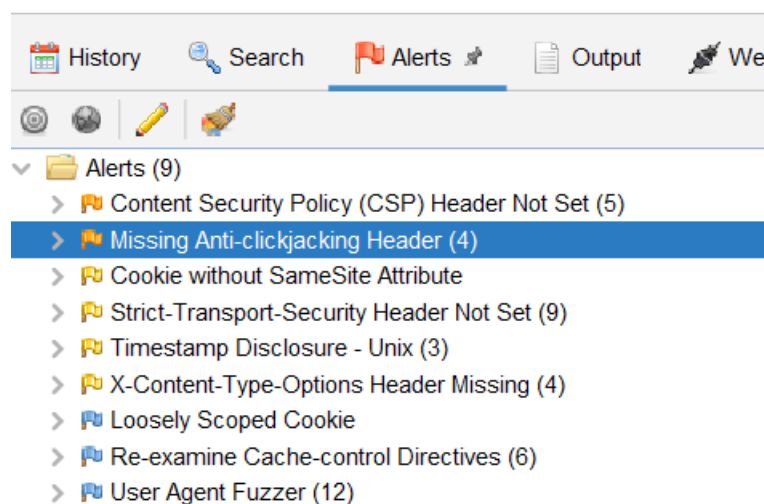 History Search Alerts Output We
Alerts (9)
Content Security Policy (CSP) Header Not Set (5)
Missing Anti-clickjacking Header (4)
Cookie without SameSite Attribute
Strict-Transport-Security Header Not Set (9)
Timestamp Disclosure - Unix (3)
X-Content-Type-Options Header Missing (4)
Loosely Scoped Cookie
Re-examine Cache-control Directives (6)
User Agent Fuzzer (12)